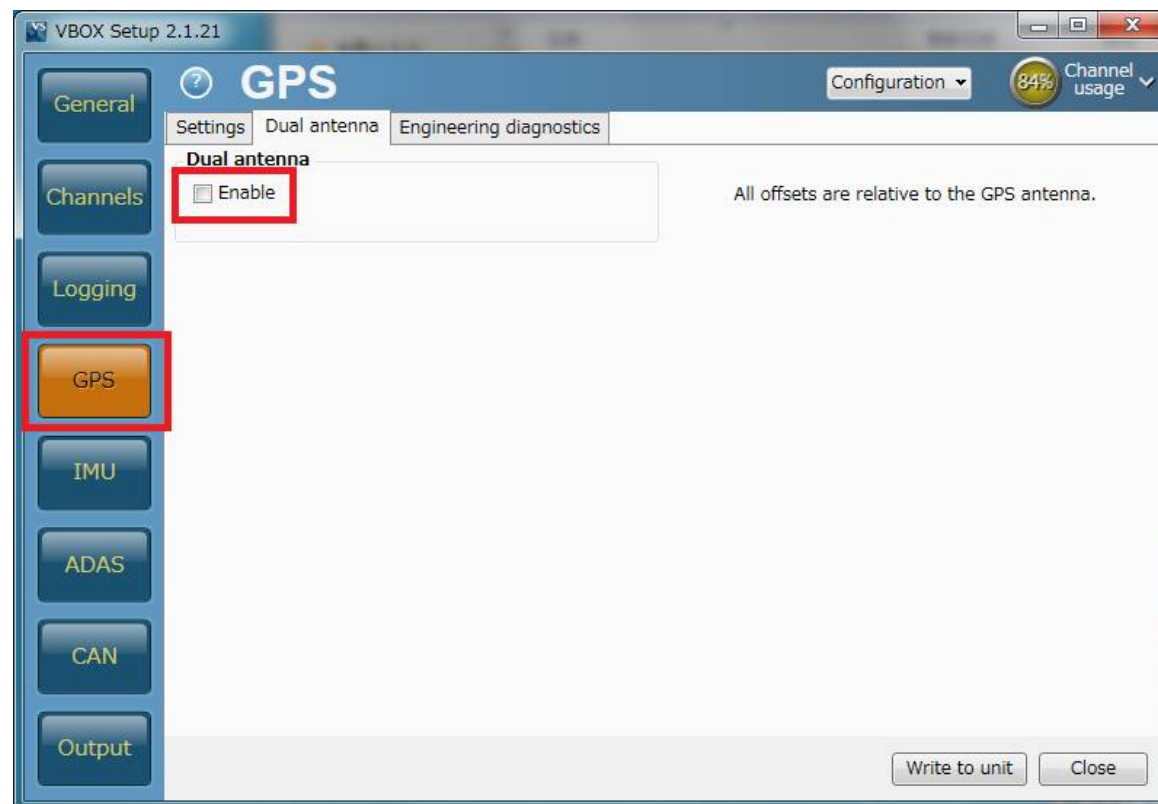 VBOX Setup 2.1.21
General
? GPS
Configuration
84% Channel usage
Settings Dual antenna Engineering diagnostics
Dual antenna
Enable
All offsets are relative to the GPS antenna.
Channels
Logging
GPS
IMU
ADAS
CAN
Output
Write to unit Close